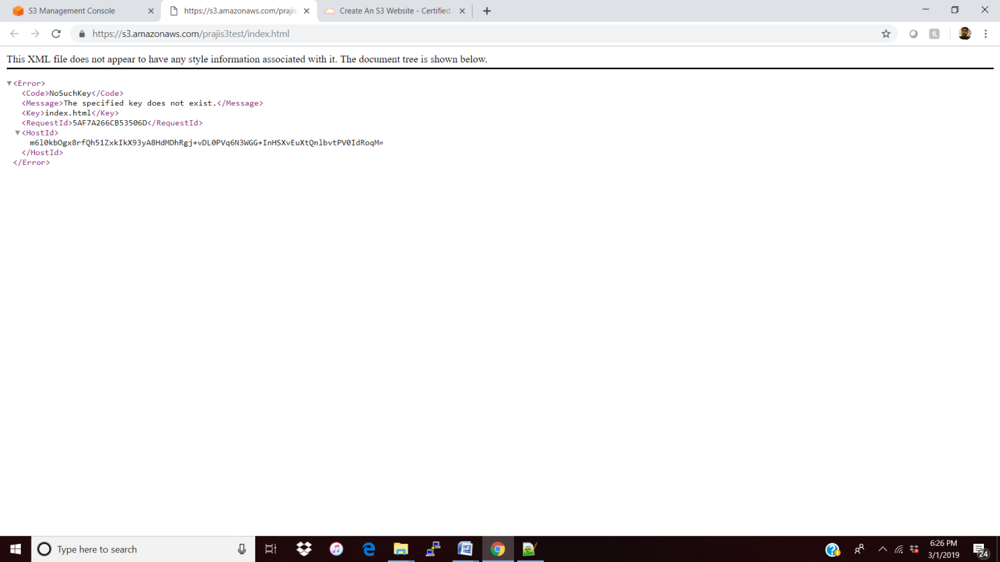 S3 Management Console
https://s3.amazonaws.com/prajis
Create An S3 Website - Certified
https://s3.amazonaws.com/prajis3test/index.html
This XML file does not appear to have any style information associated with it. The document tree is shown below.
<Error>
<Code>NoSuchKey</Code>
<Message>The specified key does not exist.</Message>
<Key>index.html</Key>
<RequestId>5AF7A266CB53506D</RequestId>
<HostId>
m6l0kbOgx8rfQh51ZxkIkX93yA8HdMDhRgj+vDL0PVq6N3WGG+InHSXvEuXtQnlbvtPV0IdRoqM=
</HostId>
</Error>
Type here to search
6:26 PM
3/1/2019
24